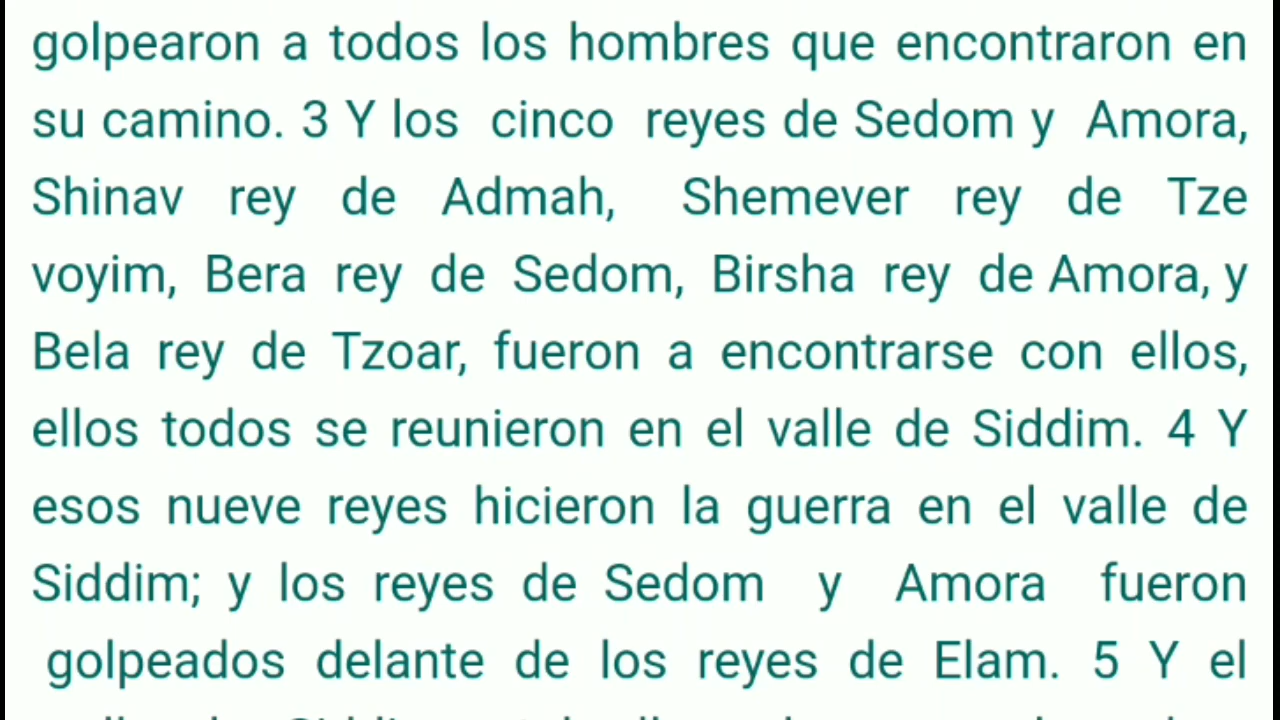 golpearon a todos los hombres que encontraron en
su camino. 3 Y los cinco reyes de Sedom y Amora,
Shinav rey de Admah, Shemever rey de Tze
voyim, Bera rey de Sedom, Birsha rey de Amora, y
Bela rey de Tzoar, fueron a encontrarse con ellos,
ellos todos se reunieron en el valle de Siddim. 4 Y
esos nueve reyes hicieron la guerra en el valle de
Siddim; y los reyes de Sedom y Amora fueron
golpeados delante de los reyes de Elam. 5 Y el